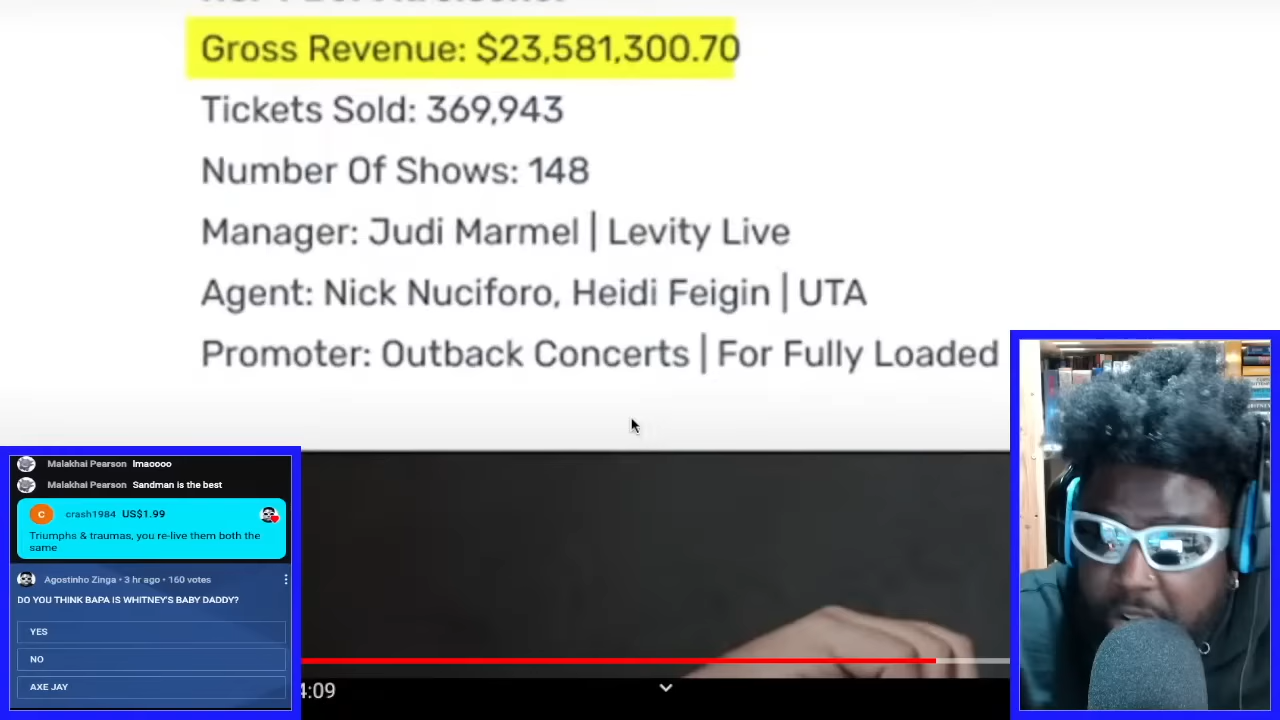 Gross Revenue: $23,581,300.70
Tickets Sold: 369,943
Number Of Shows: 148
Manager: Judi Marmel | Levity Live
Agent: Nick Nuciforo, Heidi Feigin | UTA
Promoter: Outback Concerts | For Fully Loaded
Malakhai Pearson lmaoooo
Malakhai Pearson Sandman is the best
C crash1984 US$1.99
Triumphs & traumas, you re-live them both the
same
Agostinho Zinga • 3 hr ago • 160 votes
DO YOU THINK BAPA IS WHITNEY'S BABY DADDY?
YES
NO
AXE JAY
4:09